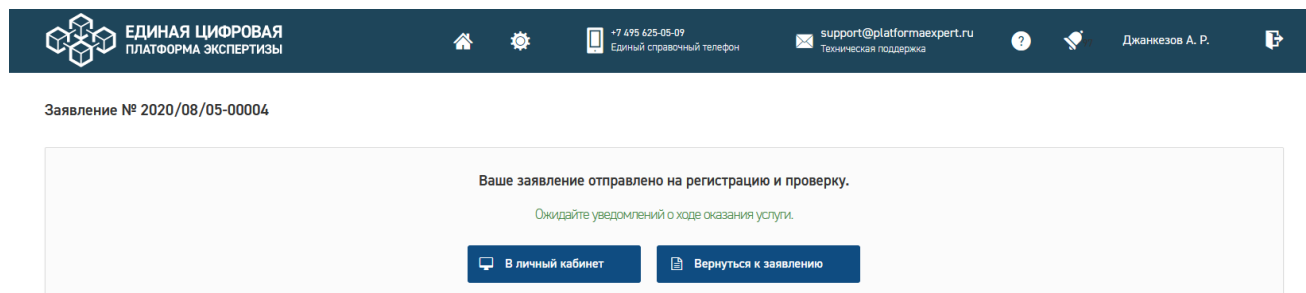 ЕДИНАЯ ЦИФРОВАЯ
ПЛАТФОРМА ЭКСПЕРТИЗЫ
+7 495 625-05-09
Единый справочный телефон
support@platformaexpert.ru
Техническая поддержка
?
Джанкезов А. Р.
Заявление № 2020/08/05-00004
Ваше заявление отправлено на регистрацию и проверку.
Ожидайте уведомлений о ходе оказания услуги.
В личный кабинет
Вернуться к заявлению